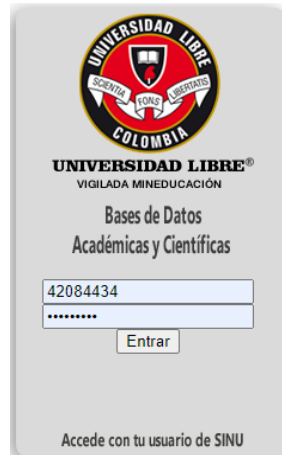 UNIVERSIDAD LIBRE
SCIENTIA FONS LIBERTATIS
COLOMBIA
UNIVERSIDAD LIBRE®
VIGILADA MINEDUCACIÓN
Bases de Datos
Académicas y Científicas
42084434
•••••••••
Entrar
Accede con tu usuario de SINU